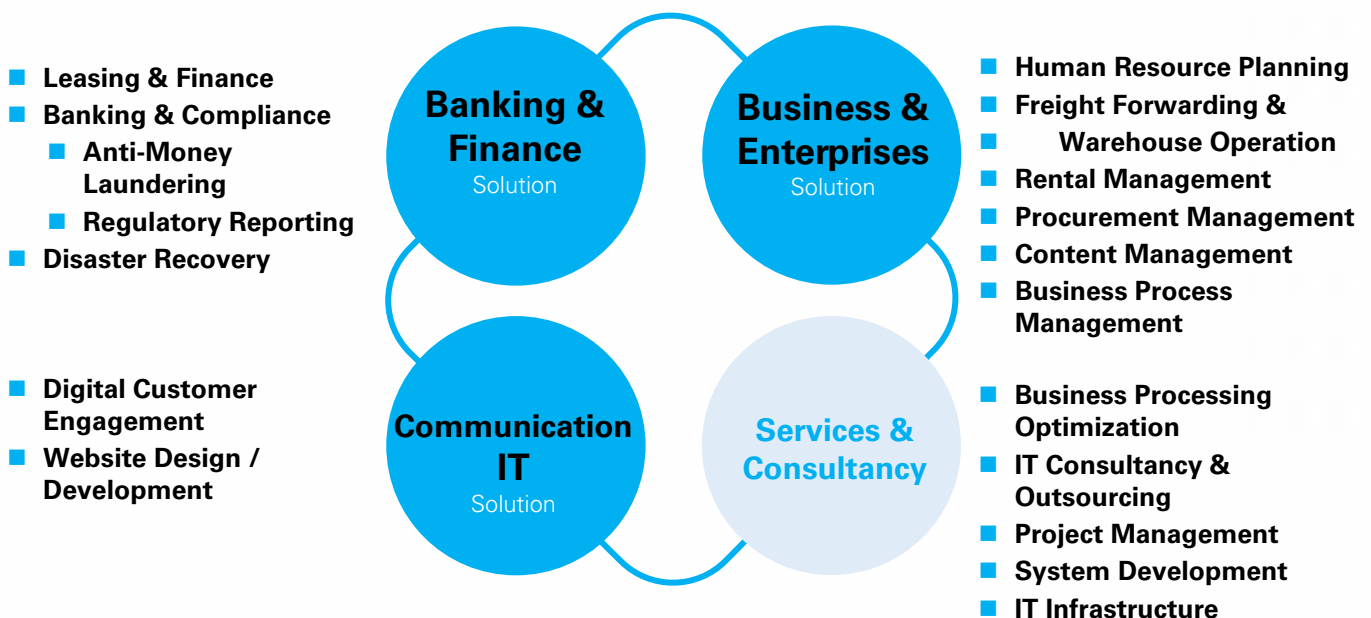 Leasing & Finance
Banking & Compliance
Anti-Money
Laundering
Regulatory Reporting
Disaster Recovery
Banking &
Finance
Solution
Business &
Enterprises
Solution
Human Resource Planning
Freight Forwarding &
Warehouse Operation
Rental Management
Procurement Management
Content Management
Business Process
Management
Digital Customer
Engagement
Website Design /
Development
Communication
IT
Solution
Services &
Consultancy
Business Processing
Optimization
IT Consultancy &
Outsourcing
Project Management
System Development
IT Infrastructure